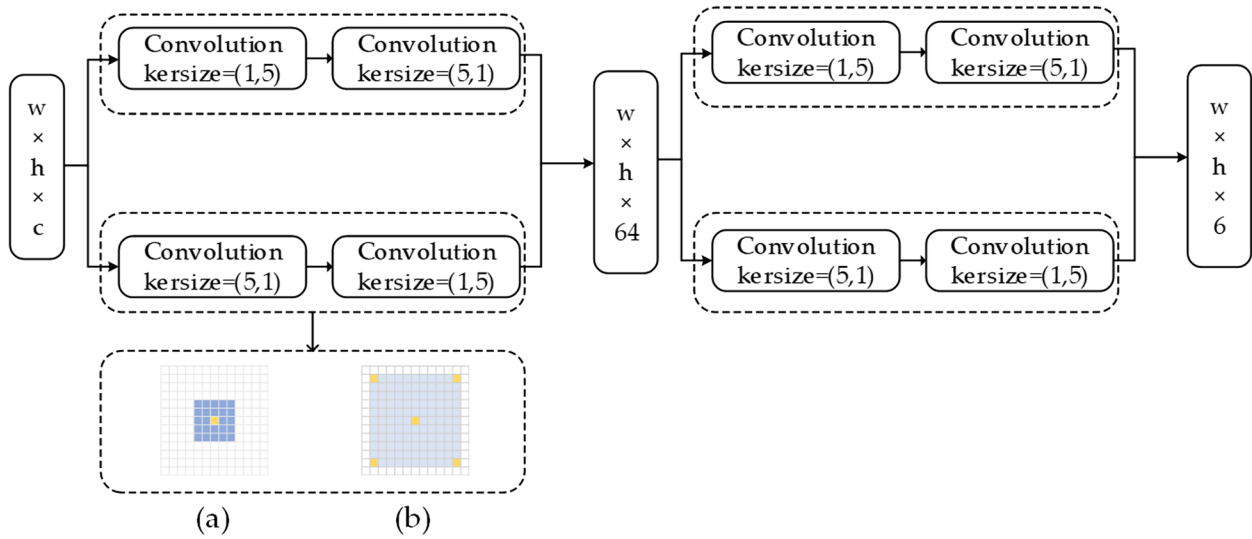 w
×
h
×
c
Convolution
kersize=(1,5)
Convolution
kersize=(5,1)
Convolution
kersize=(5,1)
Convolution
kersize=(1,5)
w
×
h
×
64
Convolution
kersize=(1,5)
Convolution
kersize=(5,1)
Convolution
kersize=(5,1)
Convolution
kersize=(1,5)
w
×
h
×
6
(a)
(b)